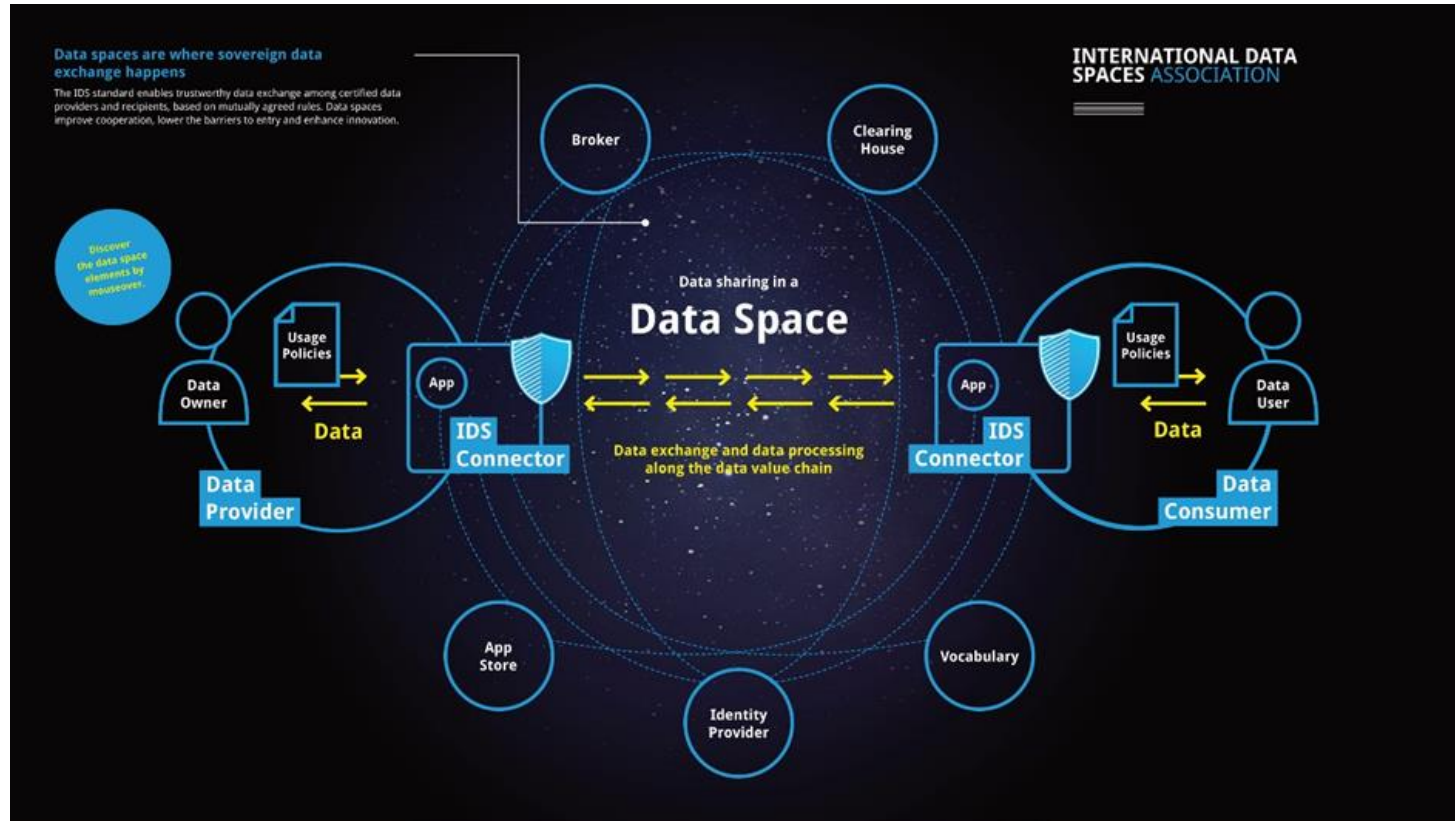 Data spaces are where sovereign data
exchange happens
The IDS standard enables trustworthy data exchange among certified data
providers and recipients, based on mutually agreed rules. Data spaces
improve cooperation, lower the barriers to entry and enhance innovation.
INTERNATIONAL DATA
SPACES ASSOCIATION
Broker
Clearing
House
Discover
the data space
elements by
mouseover.
Data sharing in a
Data Space
Data
Owner
Usage
Policies
Data
App
IDS
Connector
Data
Provider
Data exchange and data processing
along the data value chain
App
IDS
Connector
Usage
Policies
Data
Data
User
Data
Consumer
App
Store
Identity
Provider
Vocabulary